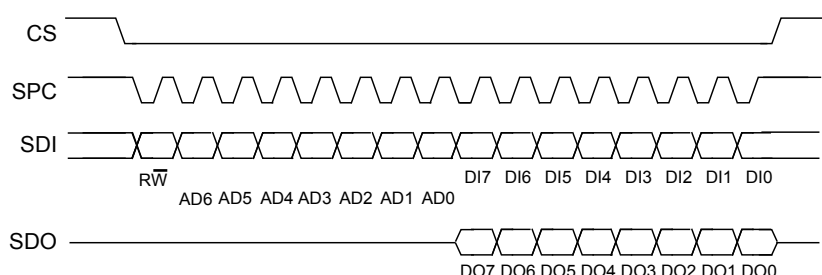 CS
SPC
SDI
RW̅ DI7 DI6 DI5 DI4 DI3 DI2 DI1 DI0
AD6 AD5 AD4 AD3 AD2 AD1 AD0
SDO
DO7 DO6 DO5 DO4 DO3 DO2 DO1 DO0